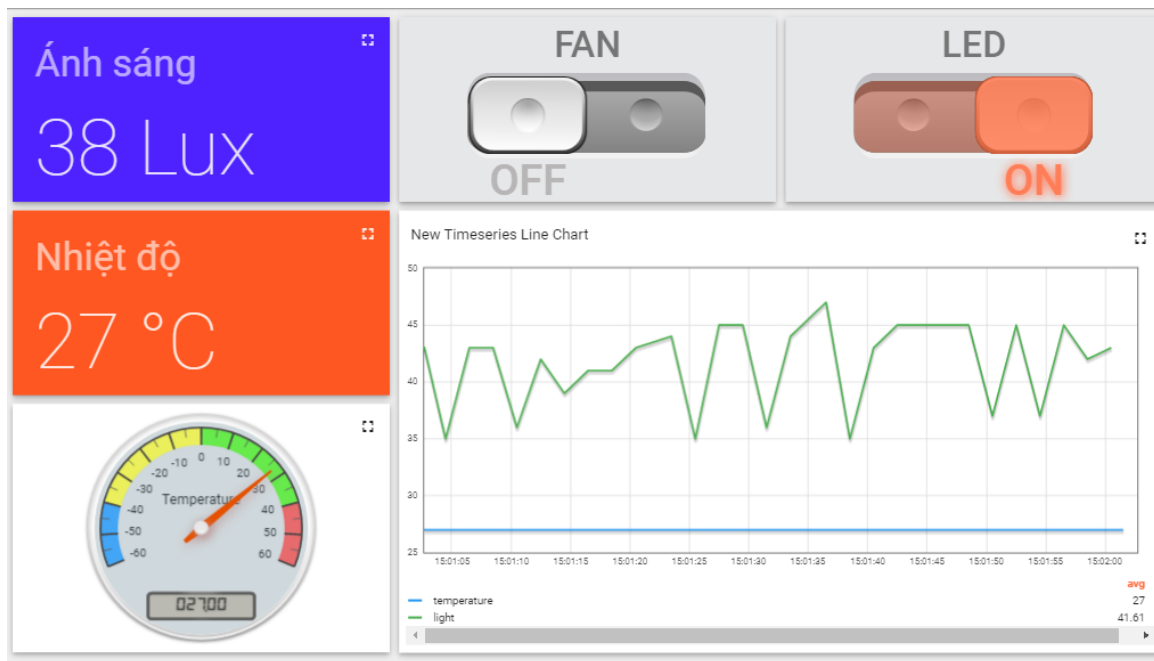 Ánh sáng
38 Lux
FAN
OFF
LED
ON
Nhiệt độ
27 °C
New Timeseries Line Chart
50
45
40
35
30
25
15:01:05 15:01:10 15:01:15 15:01:20 15:01:25 15:01:30 15:01:35 15:01:40 15:01:45 15:01:50 15:01:55 15:02:00
avg
temperature 27
light 41.61
-60
-50
-40
-30
-20
-10
0
10
20
30
40
50
60
Temperature
027.00